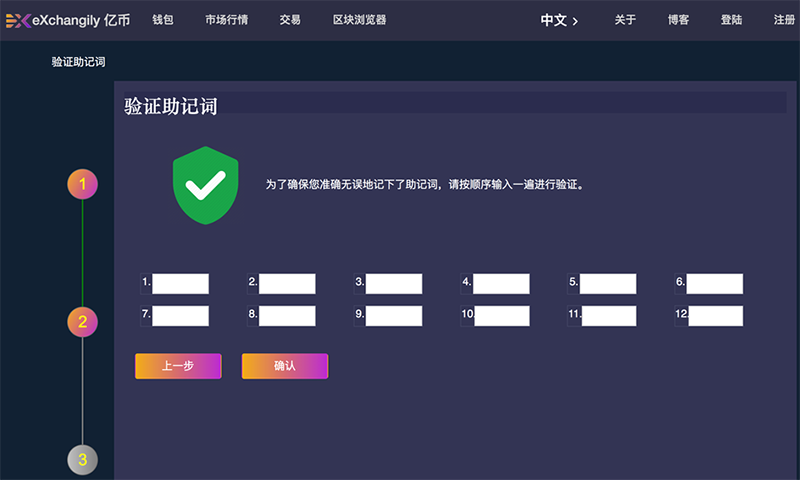 eXchangily 亿币 钱包 市场行情 交易 区块浏览器 中文 > 关于 博客 登陆 注册
验证助记词
验证助记词
1
为了确保您准确无误地记下了助记词，请按顺序输入一遍进行验证。
1. 2. 3. 4. 5. 6.
7. 8. 9. 10. 11. 12.
2
上一步 确认
3